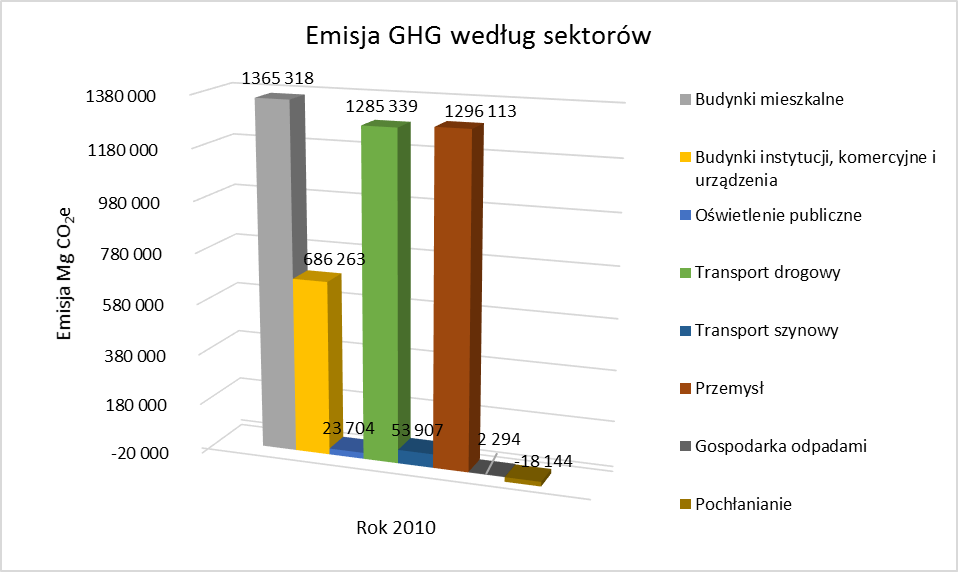 Emisja GHG według sektorów
Emisja Mg CO₂e
1380 000
1180 000
980 000
780 000
580 000
380 000
180 000
-20 000
1365 318
686 263
23 704
1285 339
53 907
1296 113
2 294
-18 144
Rok 2010
Budynki mieszkalne
Budynki instytucji, komercyjne i
urządzenia
Oświetlenie publiczne
Transport drogowy
Transport szynowy
Przemysł
Gospodarka odpadami
Pochłanianie